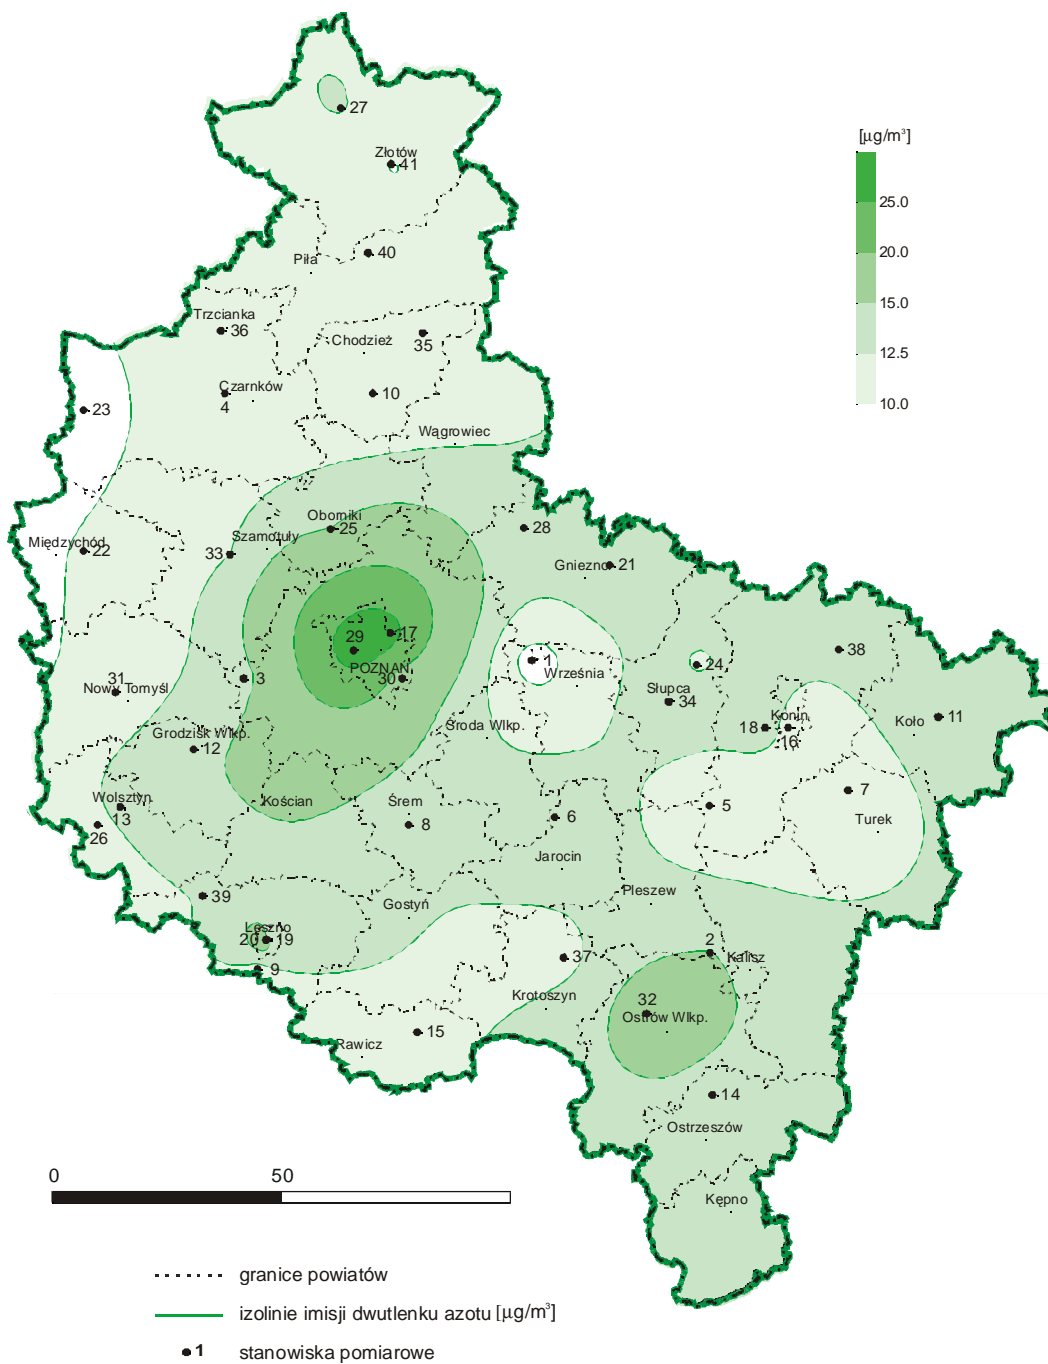 27
Złotów
41
[µg/m³]
25.0
20.0
15.0
12.5
10.0
40
Piła
Trzcianka
36
Chodzież
35
Czarnków
4
10
23
Wągrowiec
Oborniki
25
28
Szamotuły
33
Międzychód
22
Gniezno
21
17
29
POZNAŃ
30
1
Września
24
38
31
Nowy Tomyśl
3
Słupca
34
Grodzisk Wlkp.
12
Środa Wlkp.
18
Konin
16
Koło
11
Wolsztyn
13
26
Kościan
Śrem
8
6
5
7
Turek
Jarocin
39
Gostyń
Pleszew
Leszno
20
19
9
37
2
Kalisz
Krotoszyn
32
Ostrów Wlkp.
15
Rawicz
14
Ostrzeszów
Kępno
0
50
granice powiatów
izolinie imisji dwutlenku azotu [µg/m³]
1
stanowiska pomiarowe